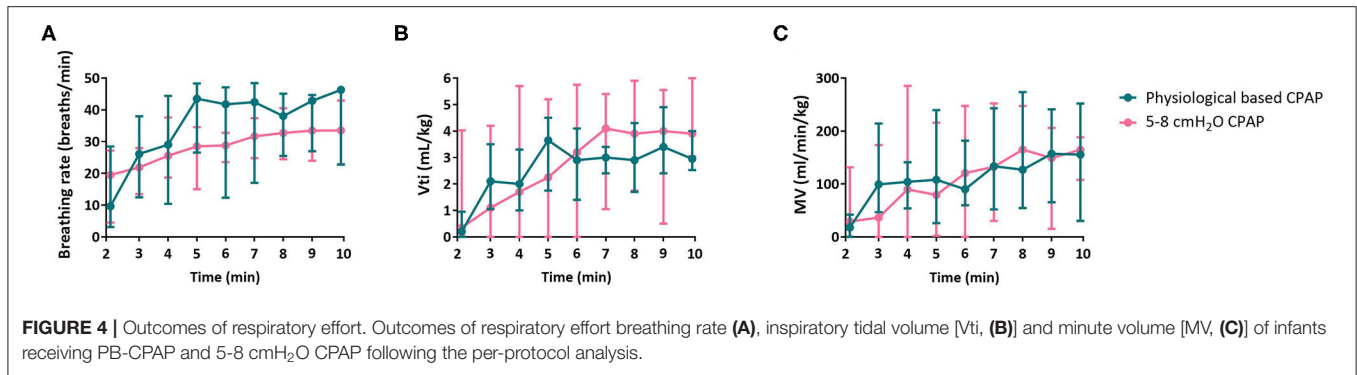 A
B
C
Breathing rate (breaths/min)
50
40
30
20
10
0
2 3 4 5 6 7 8 9 10
Time (min)
Vti (mL/kg)
6
5
4
3
2
1
0
2 3 4 5 6 7 8 9 10
Time (min)
MV (ml/min/kg)
300
200
100
0
2 3 4 5 6 7 8 9 10
Time (min)
Physiological based CPAP
5-8 cmH₂O CPAP
FIGURE 4 | Outcomes of respiratory effort. Outcomes of respiratory effort breathing rate (A), inspiratory tidal volume [Vti, (B)] and minute volume [MV, (C)] of infants
receiving PB-CPAP and 5-8 cmH₂O CPAP following the per-protocol analysis.